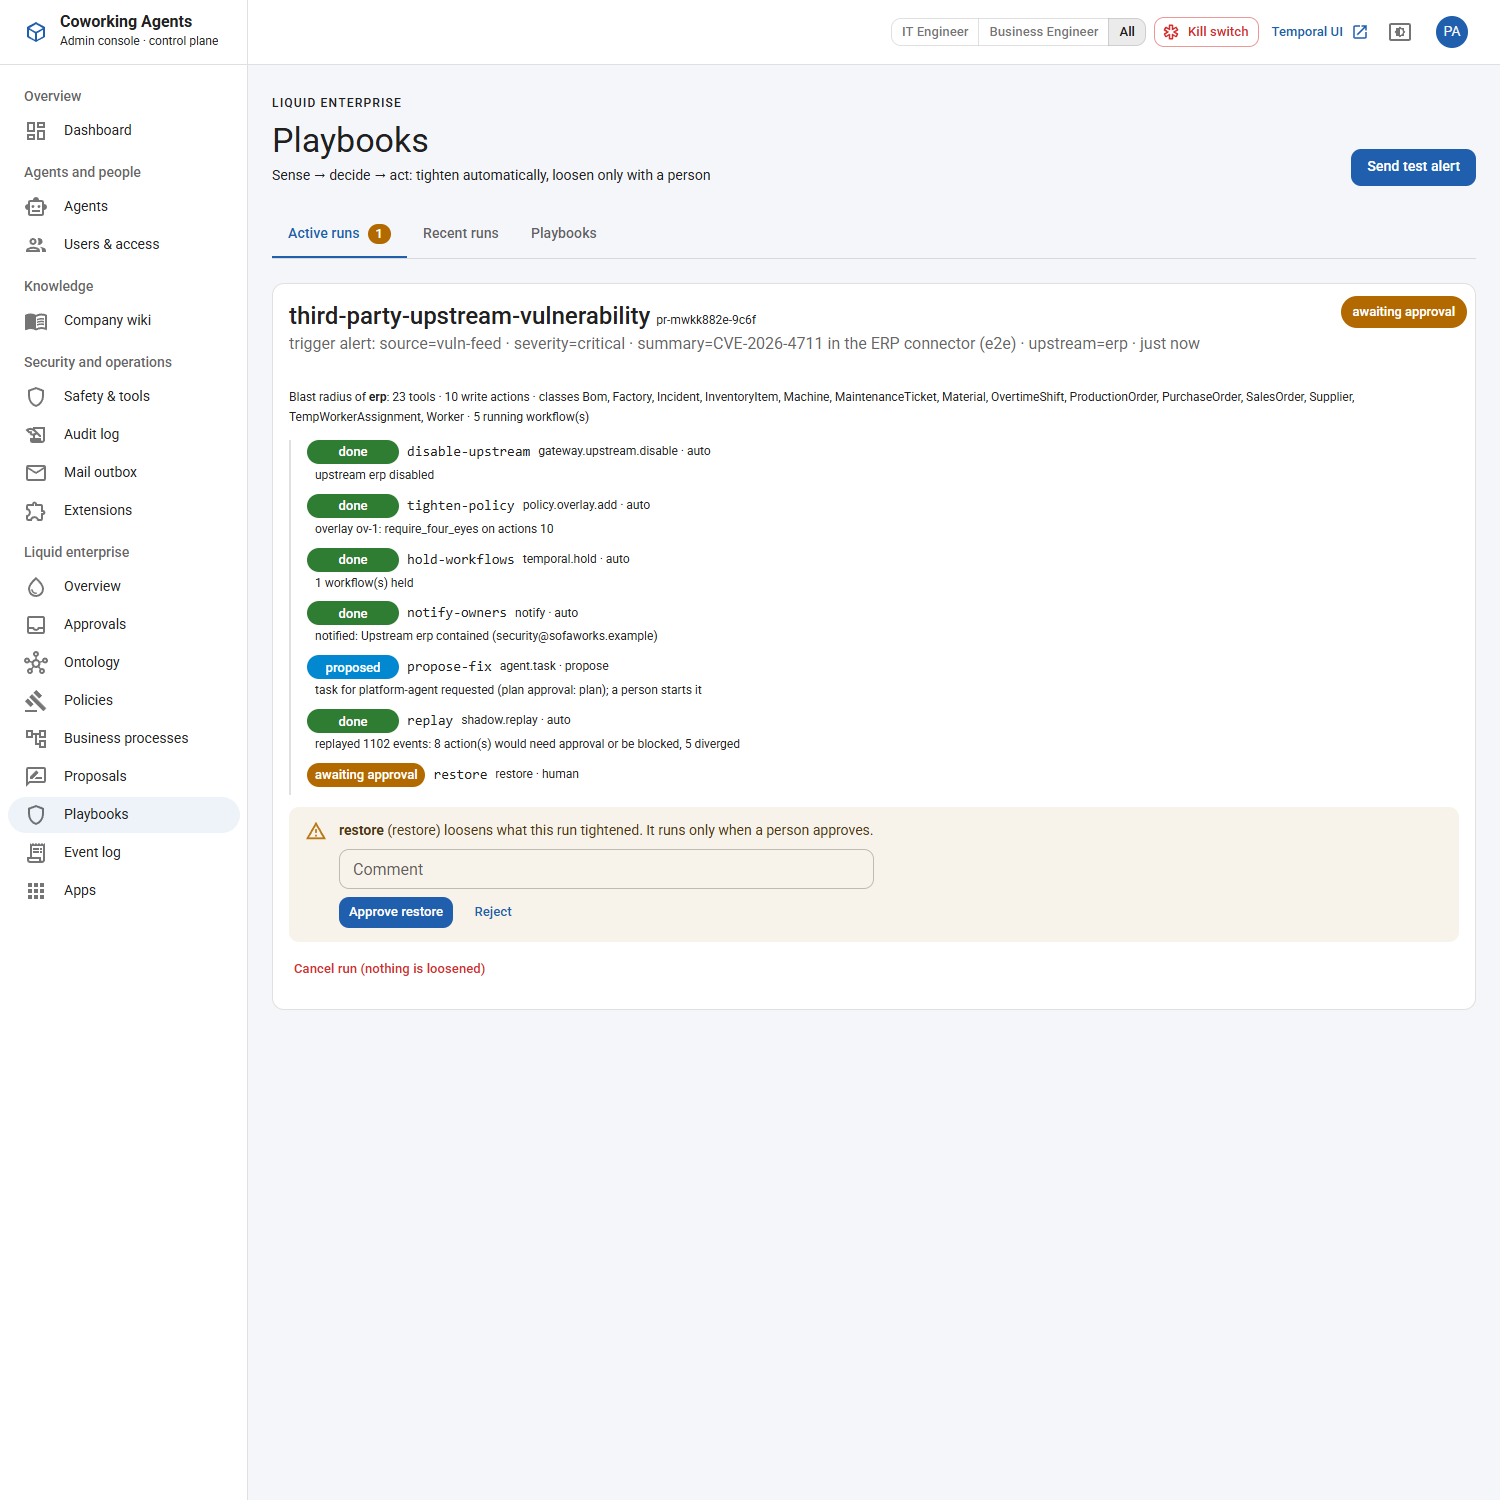 Coworking Agents
Admin console · control plane
IT Engineer
Business Engineer
All
Kill switch
Temporal UI
PA
Overview
Dashboard
Agents and people
Agents
Users & access
Knowledge
Company wiki
Security and operations
Safety & tools
Audit log
Mail outbox
Extensions
Liquid enterprise
Overview
Approvals
Ontology
Policies
Business processes
Proposals
Playbooks
Event log
Apps
LIQUID ENTERPRISE
Playbooks
Sense → decide → act: tighten automatically, loosen only with a person
Send test alert
Active runs 1
Recent runs
Playbooks
third-party-upstream-vulnerability pr-mwkk882e-9c6f
awaiting approval
trigger alert: source=vuln-feed · severity=critical · summary=CVE-2026-4711 in the ERP connector (e2e) · upstream=erp · just now
Blast radius of erp: 23 tools · 10 write actions · classes Bom, Factory, Incident, InventoryItem, Machine, MaintenanceTicket, Material, OvertimeShift, ProductionOrder, PurchaseOrder, SalesOrder, Supplier,
TempWorkerAssignment, Worker · 5 running workflow(s)
done disable-upstream gateway.upstream.disable · auto
upstream erp disabled
done tighten-policy policy.overlay.add · auto
overlay ov-1: require_four_eyes on actions 10
done hold-workflows temporal.hold · auto
1 workflow(s) held
done notify-owners notify · auto
notified: Upstream erp contained (security@sofaworks.example)
proposed propose-fix agent.task · propose
task for platform-agent requested (plan approval: plan); a person starts it
done replay shadow.replay · auto
replayed 1102 events: 8 action(s) would need approval or be blocked, 5 diverged
awaiting approval restore restore · human
restore (restore) loosens what this run tightened. It runs only when a person approves.
Comment
Approve restore
Reject
Cancel run (nothing is loosened)